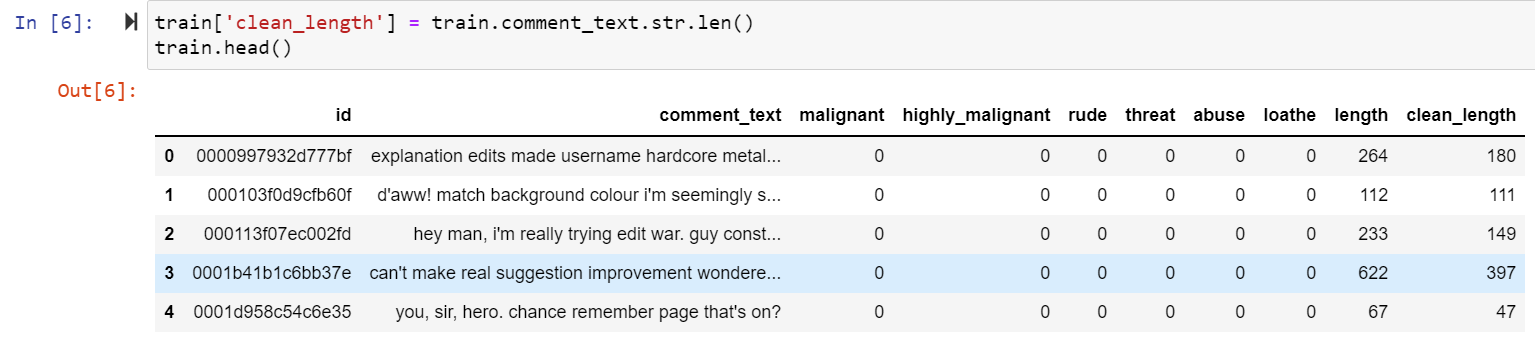 In [6]: train['clean_length'] = train.comment_text.str.len()
train.head()
Out[6]:
id comment_text malignant highly_malignant rude threat abuse loathe length clean_length
0 0000997932d777bf explanation edits made username hardcore metal... 0 0 0 0 0 0 264 180
1 000103f0d9cfb60f d'aww! match background colour i'm seemingly s... 0 0 0 0 0 0 112 111
2 000113f07ec002fd hey man, i'm really trying edit war. guy const... 0 0 0 0 0 0 233 149
3 0001b41b1c6bb37e can't make real suggestion improvement wondere... 0 0 0 0 0 0 622 397
4 0001d958c54c6e35 you, sir, hero. chance remember page that's on? 0 0 0 0 0 0 67 47